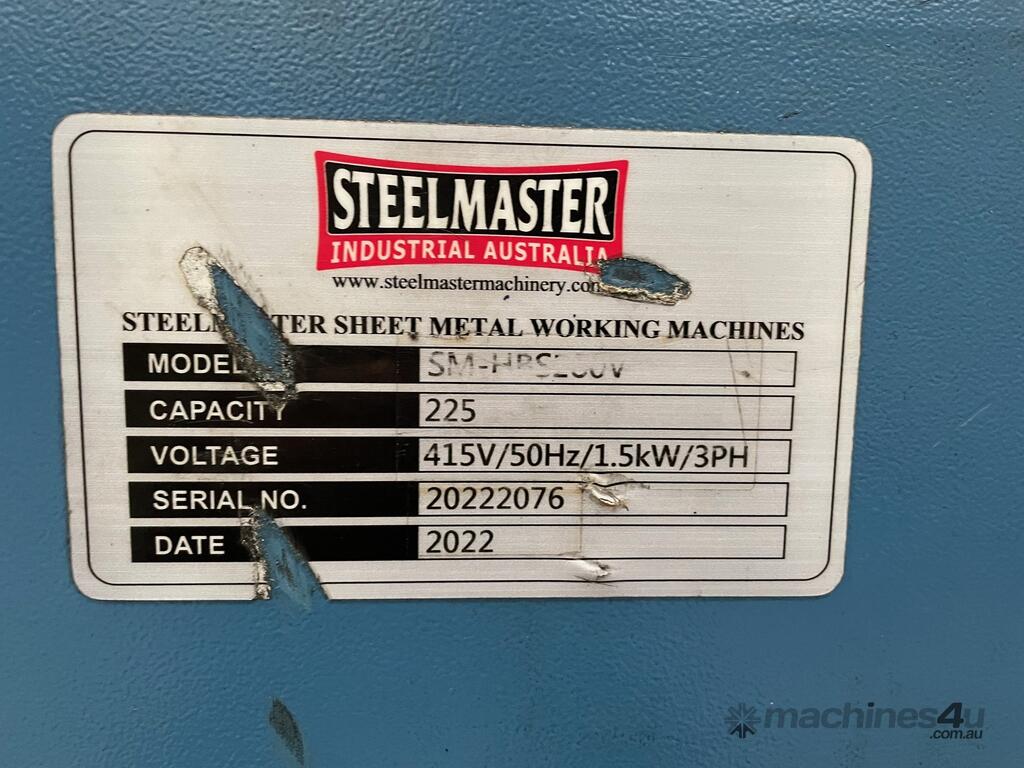 STEELMASTER
INDUSTRIAL AUSTRALIA
www.steelmastermachinery.com
STEELMASTER SHEET METAL WORKING MACHINES
MODEL
CAPACITY 225
VOLTAGE 415V/50Hz/1.5kW/3PH
SERIAL NO. 20222076
DATE 2022
machines4u
.com.au